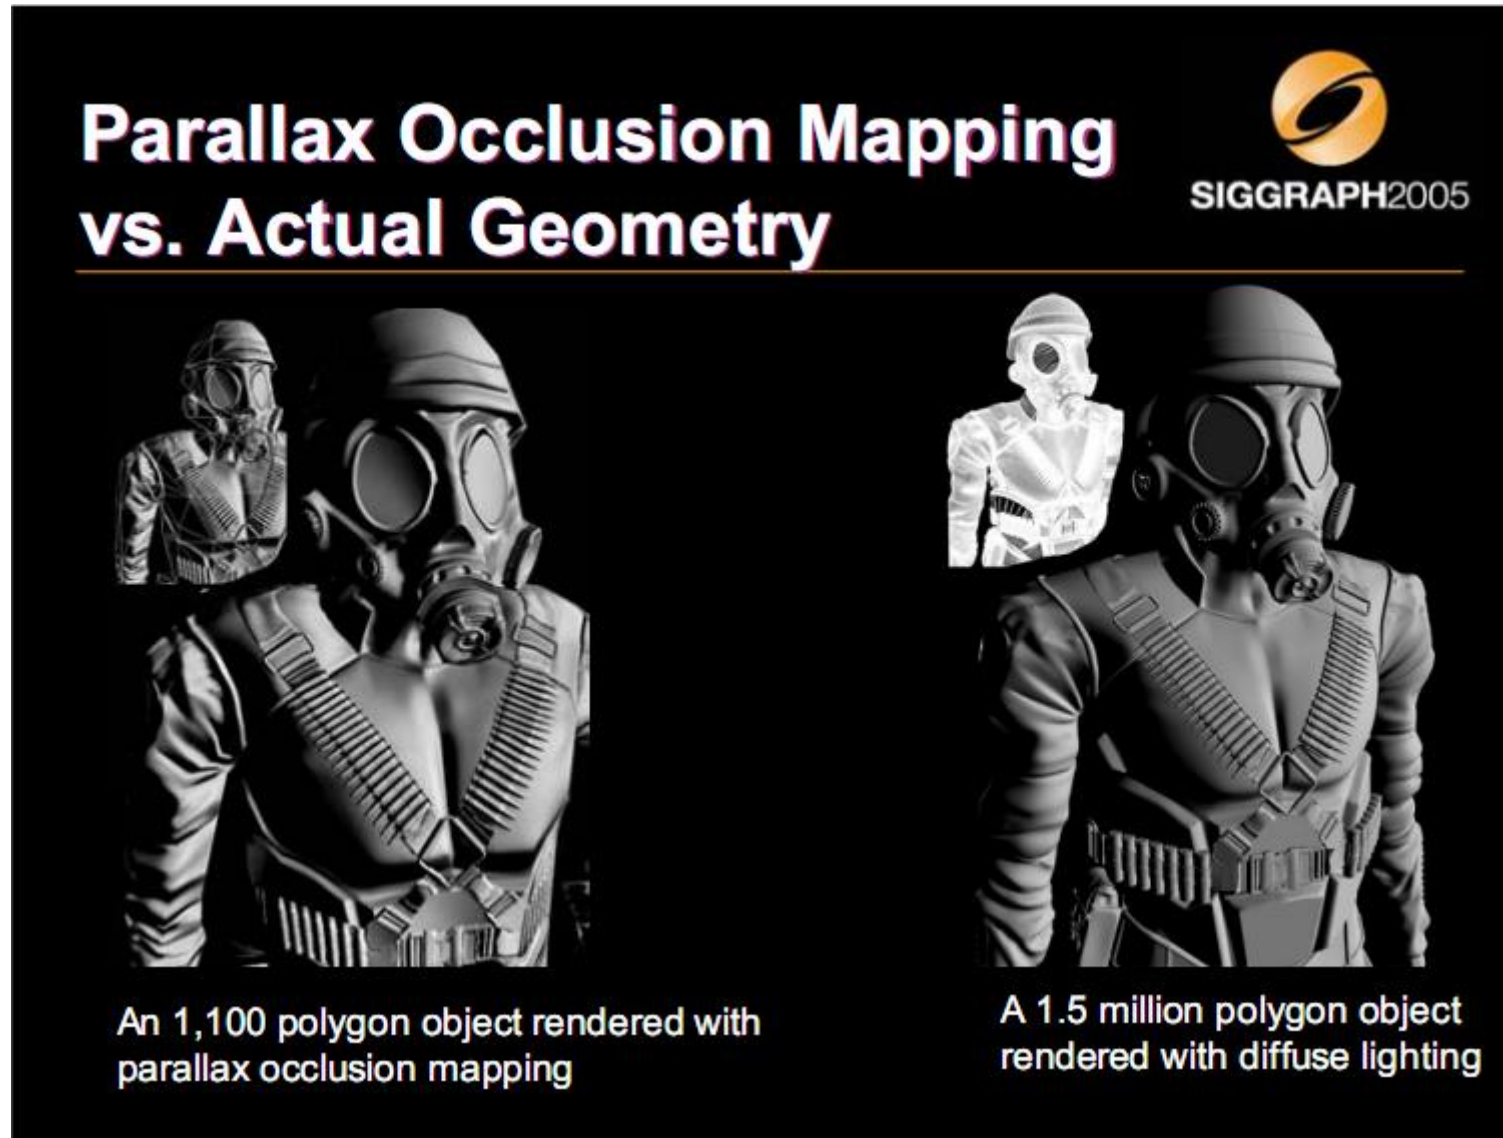 Parallax Occlusion Mapping
vs. Actual Geometry
SIGGRAPH2005
An 1,100 polygon object rendered with
parallax occlusion mapping
A 1.5 million polygon object
rendered with diffuse lighting